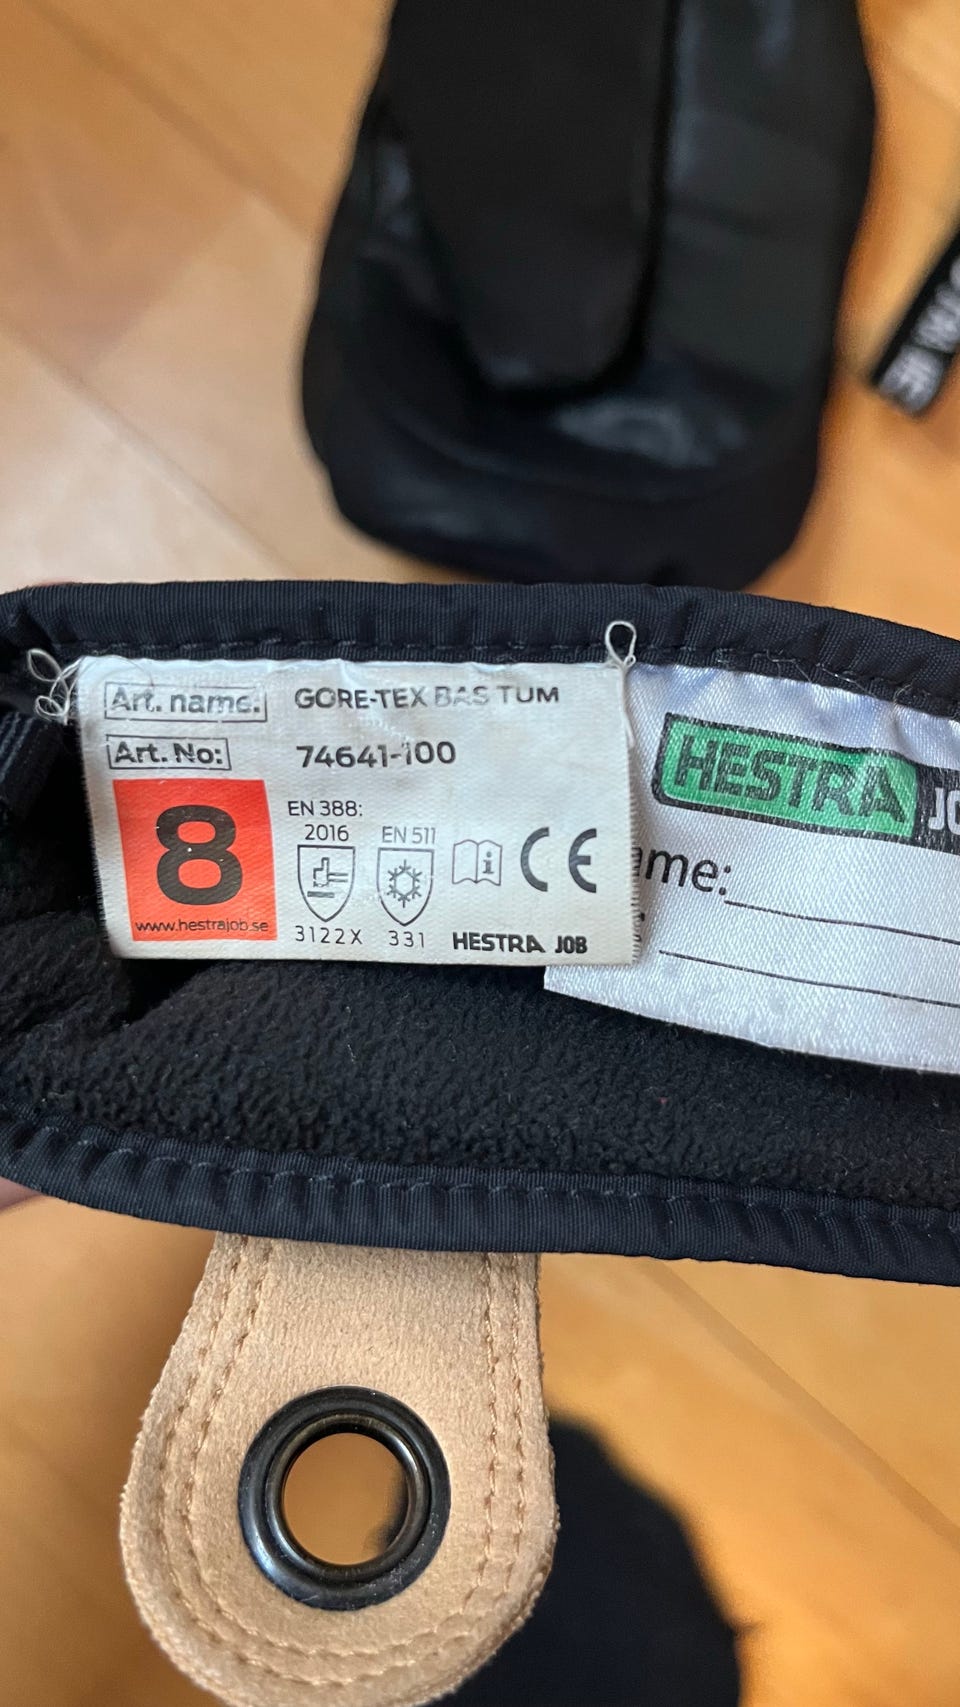 Art. name: GORE-TEX BAS TUM
Art. No: 74641-100
8
www.hestrajob.se
EN 388:
2016
3122X
EN 511
331
i
CE
HESTRA JOB
HESTRA